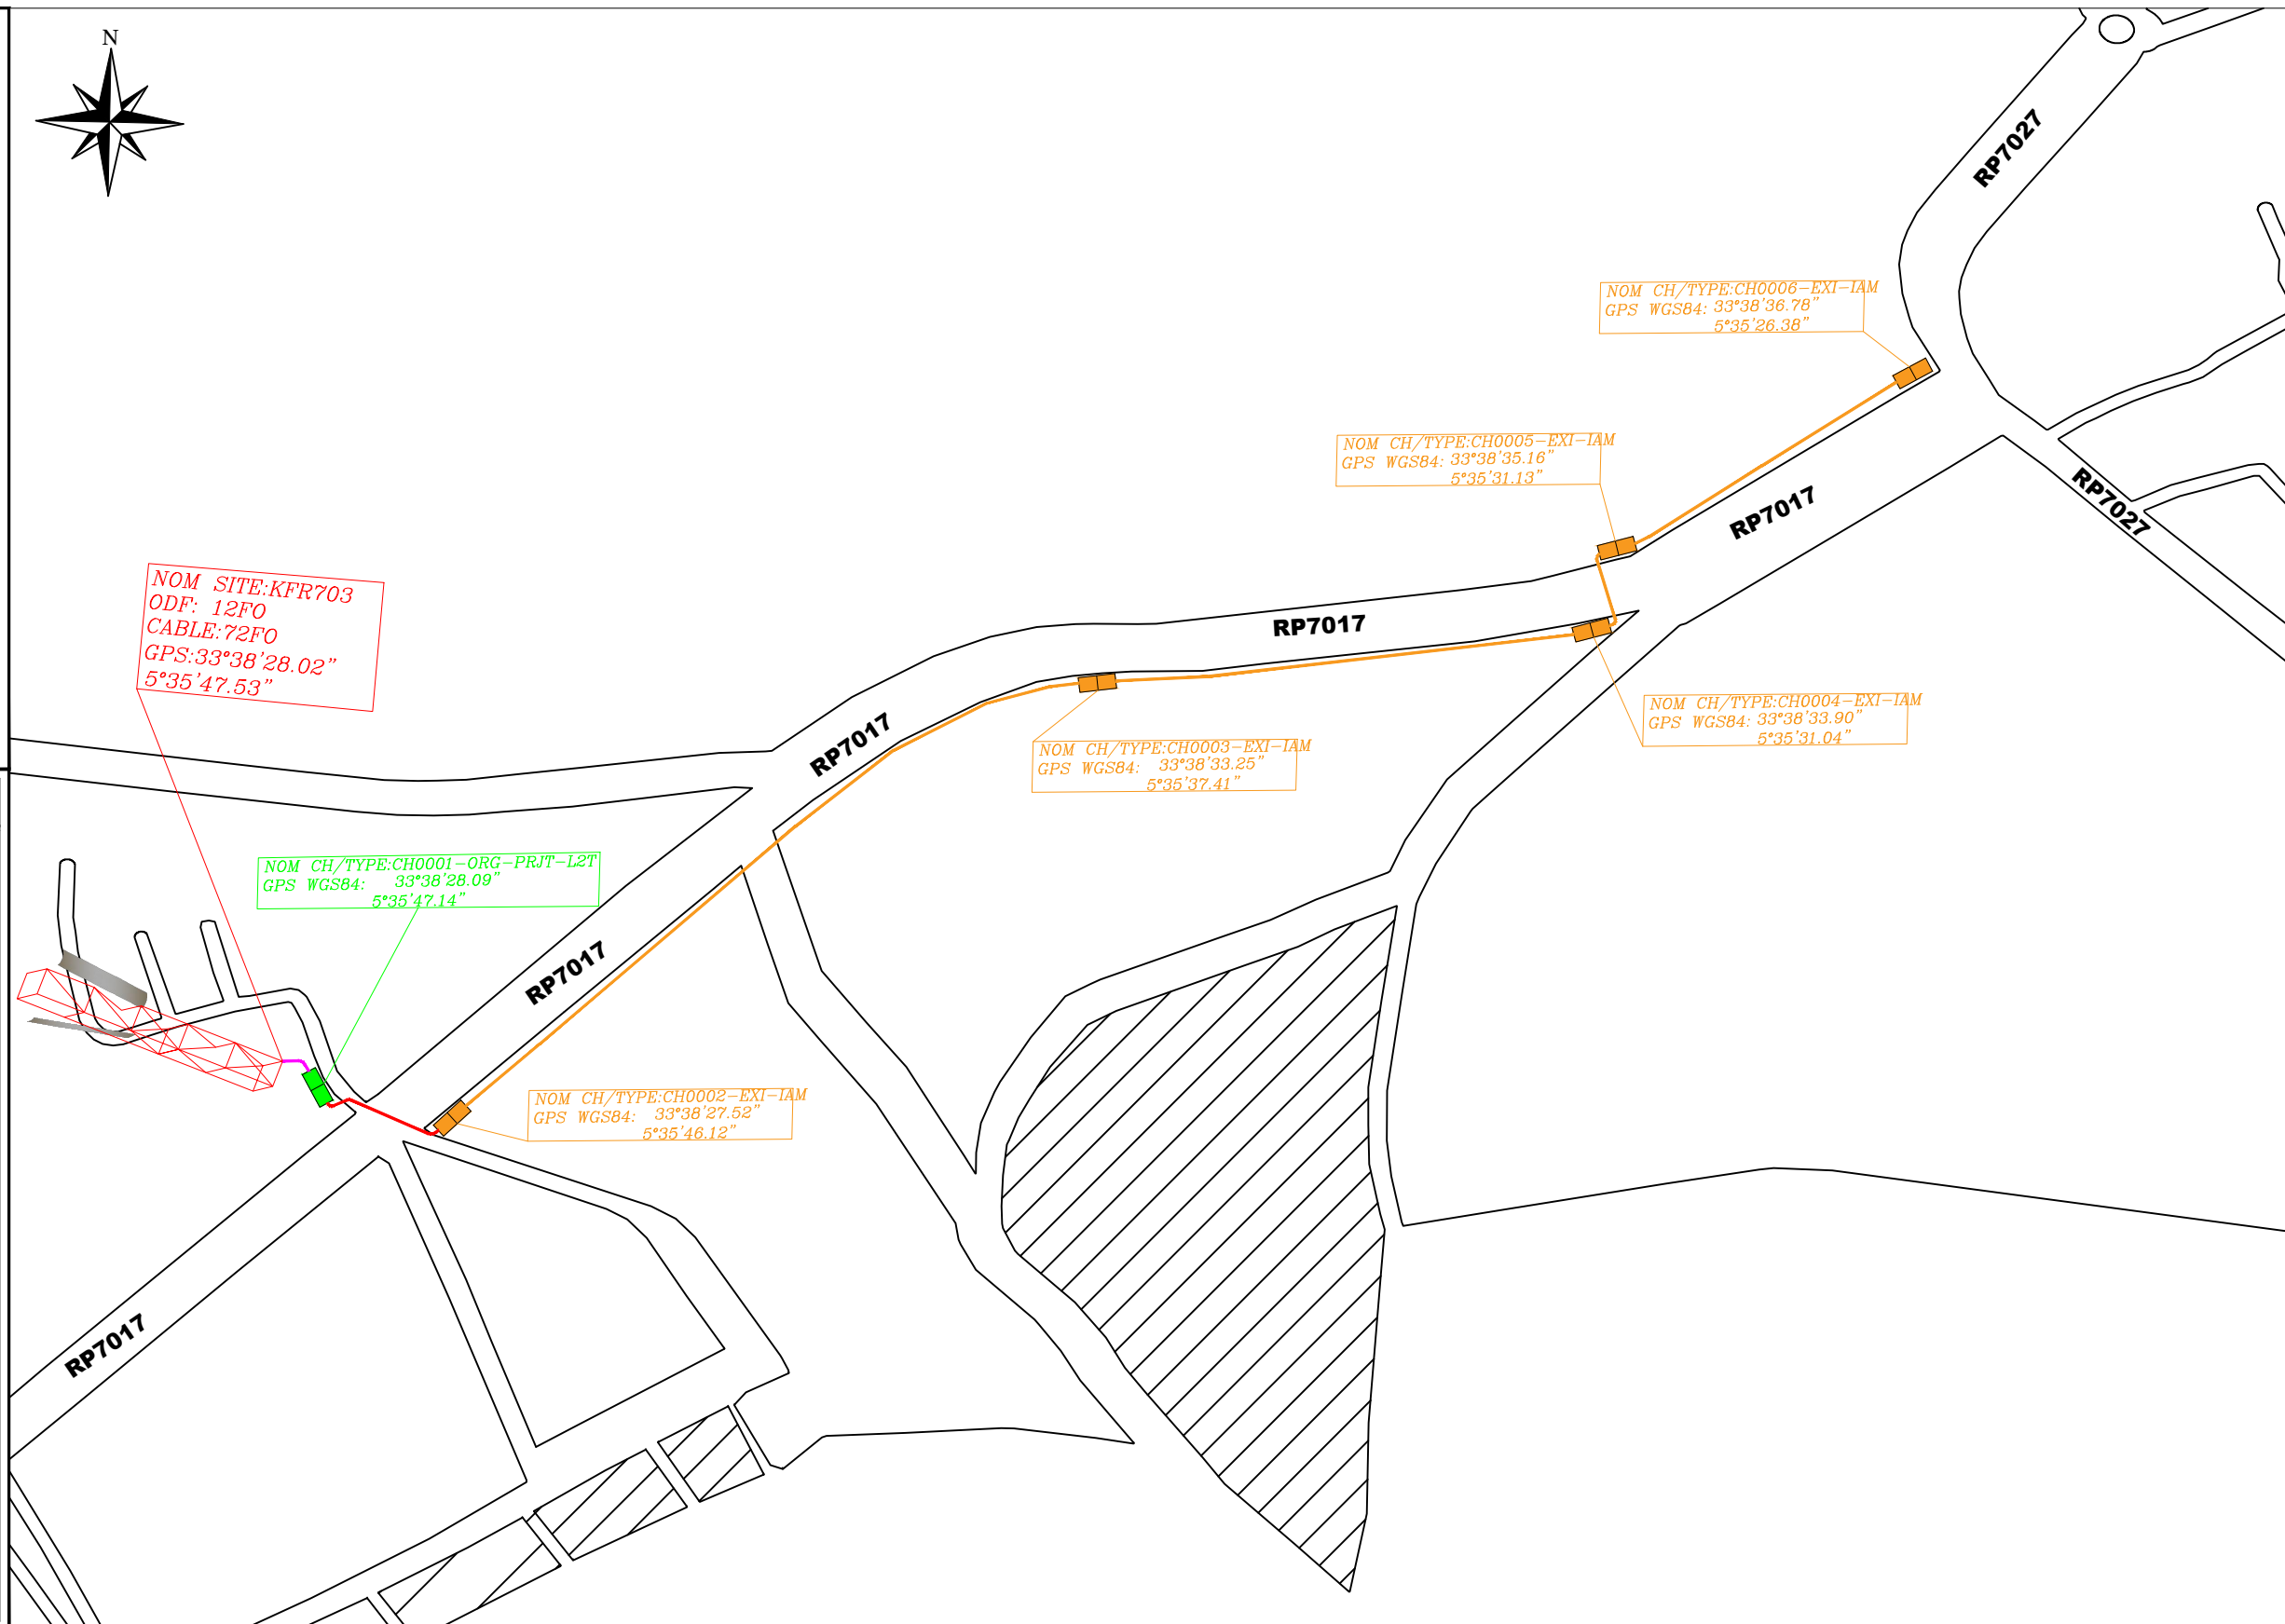 N
RP7027
NOM CH/TYPE:CH0006-EXI-IAM
GPS WGS84: 33°38'36.78"
5°35'26.38"
NOM CH/TYPE:CH0005-EXI-IAM
GPS WGS84: 33°38'35.16"
5°35'31.13"
RP7017
RP7027
NOM SITE:KFR703
ODF: 12FO
CABLE:72FO
GPS:33°38'28.02"
5°35'47.53"
RP7017
NOM CH/TYPE:CH0004-EXI-IAM
GPS WGS84: 33°38'33.90"
5°35'31.04"
RP7017
NOM CH/TYPE:CH0003-EXI-IAM
GPS WGS84: 33°38'33.25"
5°35'37.41"
NOM CH/TYPE:CH0001-ORG-PRJT-L2T
GPS WGS84: 33°38'28.09"
5°35'47.14"
RP7017
NOM CH/TYPE:CH0002-EXI-IAM
GPS WGS84: 33°38'27.52"
5°35'46.12"
RP7017